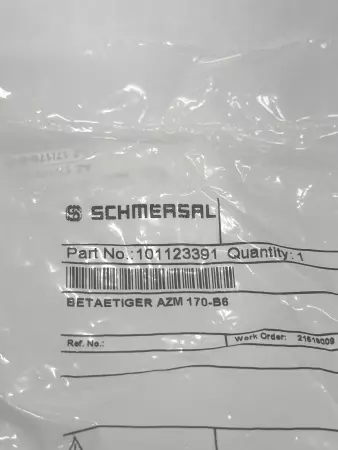 SCHMERSAL
Part No.:101123391 Quantity: 1
BETAETIGER AZM 170-B6
Ref. No.: Work Order: 21616009